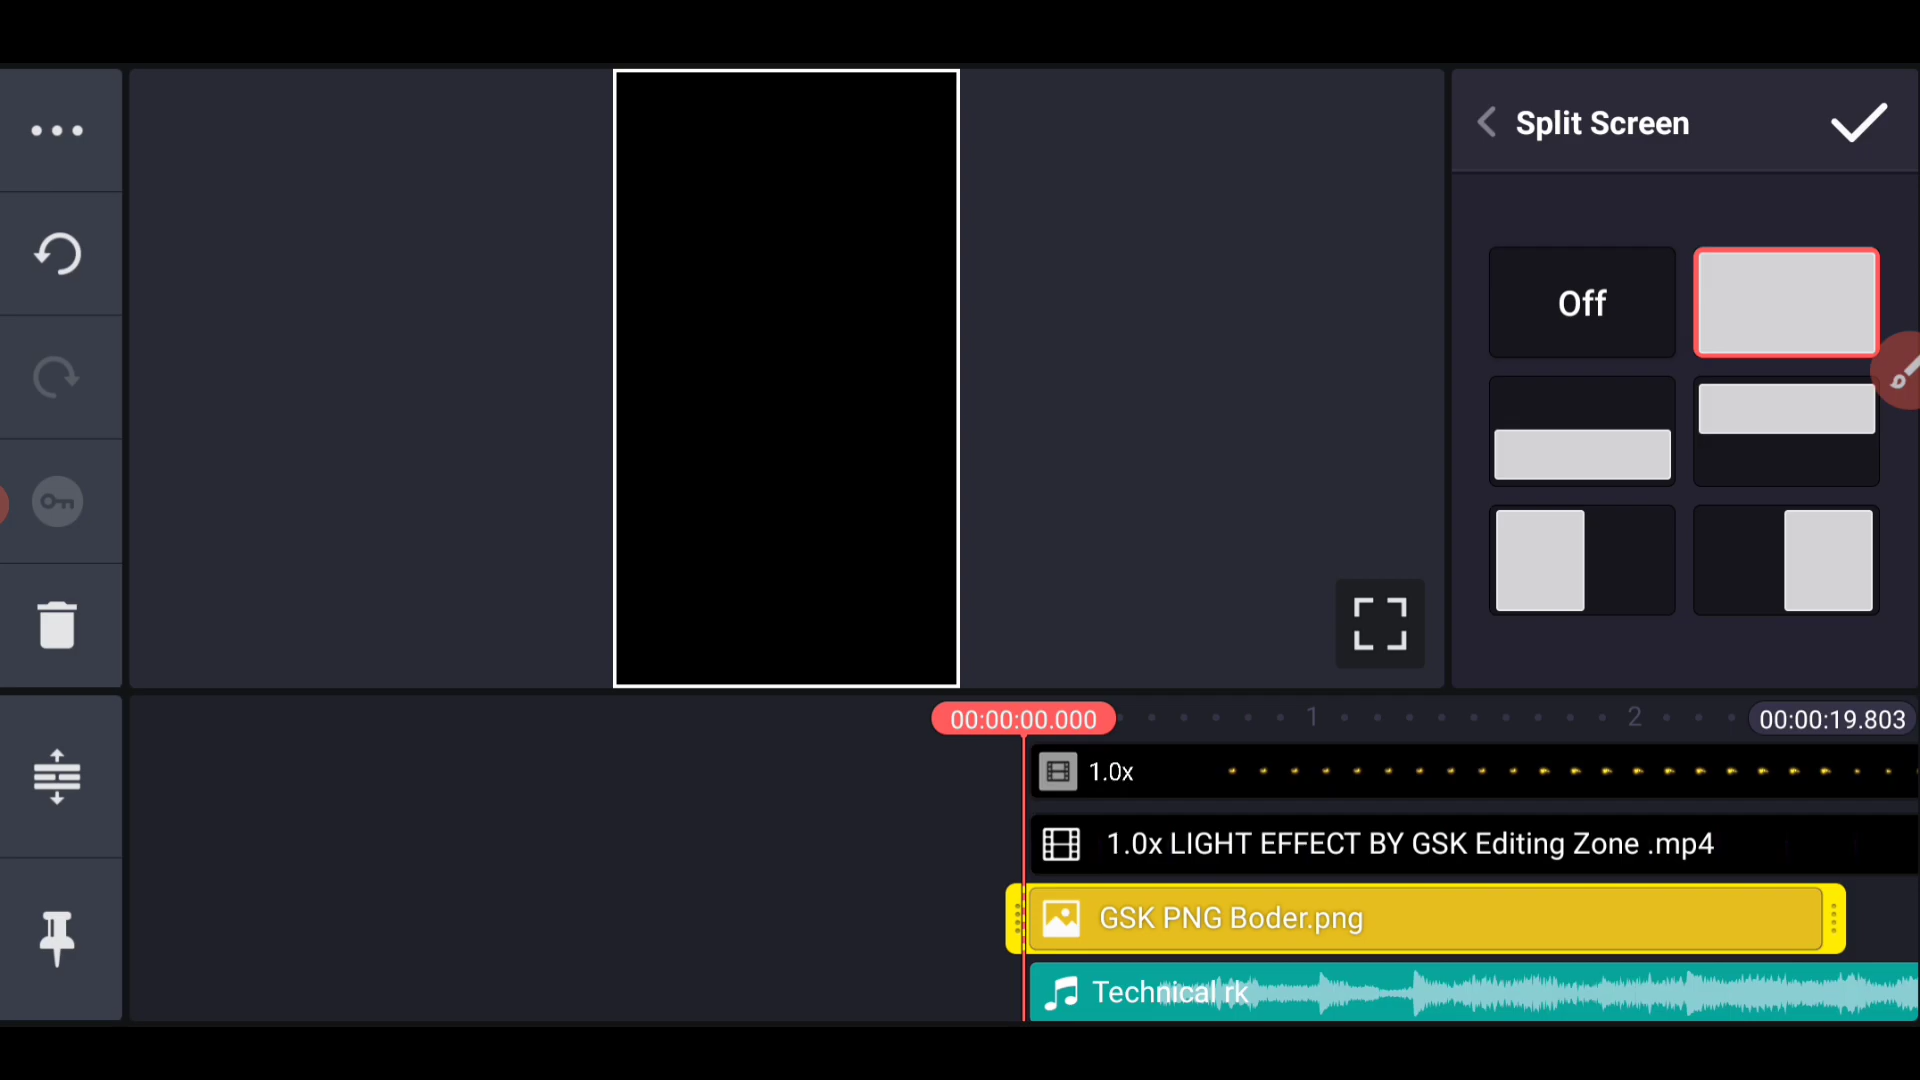 Split Screen
Off
00:00:00.000
1
2
00:00:19.803
1.0x
1.0x LIGHT EFFECT BY GSK Editing Zone .mp4
GSK PNG Boder.png
Technical rk